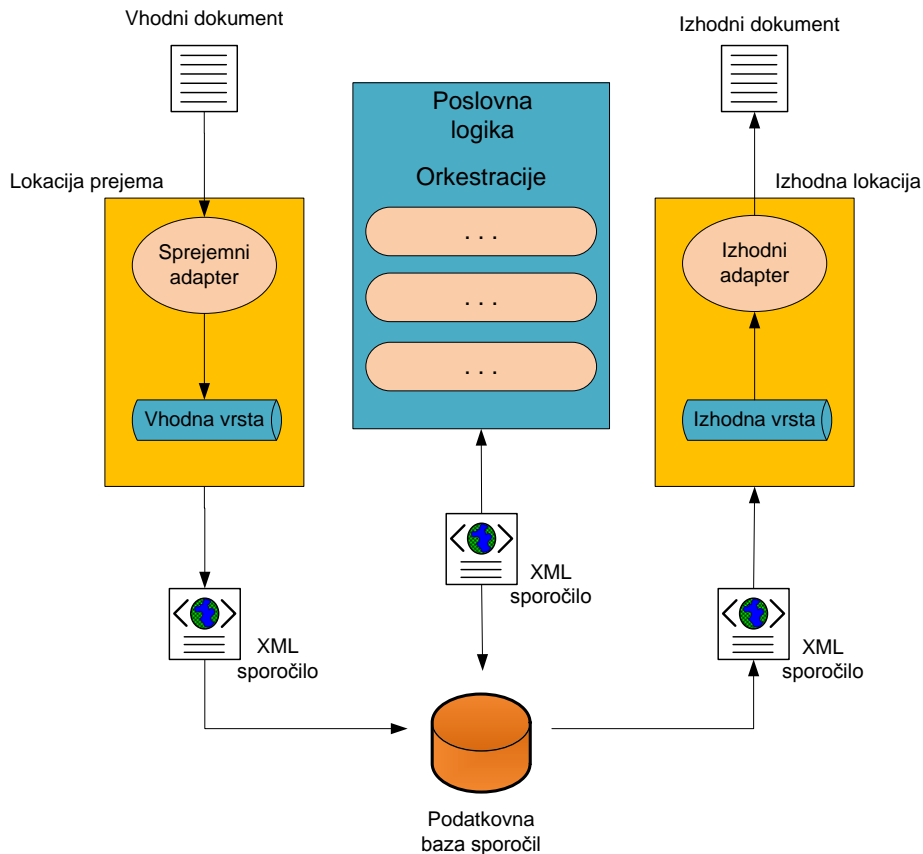 Vhodni dokument
Izhodni dokument
Poslovna
logika
Orkestracije
. . .
. . .
. . .
Lokacija prejema
Sprejemni
adapter
Vhodna vrsta
Izhodna lokacija
Izhodni
adapter
Izhodna vrsta
XML
sporočilo
XML
sporočilo
XML
sporočilo
Podatkovna
baza sporočil